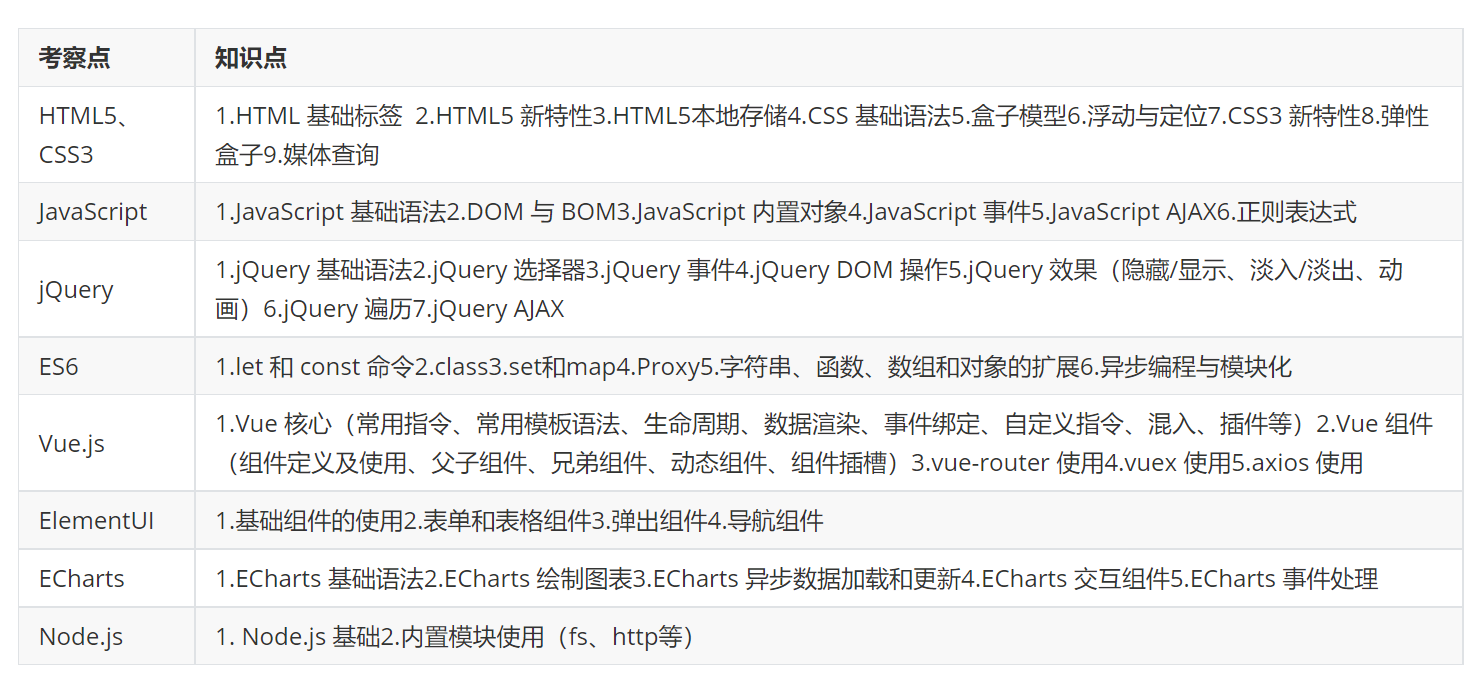 考察点 知识点
HTML5、
CSS3
1.HTML 基础标签  2.HTML5 新特性3.HTML5本地存储4.CSS 基础语法5.盒子模型6.浮动与定位7.CSS3 新特性8.弹性
盒子9.媒体查询
JavaScript 1.JavaScript 基础语法2.DOM 与 BOM3.JavaScript 内置对象4.JavaScript 事件5.JavaScript AJAX6.正则表达式
jQuery
1.jQuery 基础语法2.jQuery 选择器3.jQuery 事件4.jQuery DOM 操作5.jQuery 效果（隐藏/显示、淡入/淡出、动
画）6.jQuery 遍历7.jQuery AJAX
ES6 1.let 和 const 命令2.class3.set和map4.Proxy5.字符串、函数、数组和对象的扩展6.异步编程与模块化
Vue.js
1.Vue 核心（常用指令、常用模板语法、生命周期、数据渲染、事件绑定、自定义指令、混入、插件等）2.Vue 组件
（组件定义及使用、父子组件、兄弟组件、动态组件、组件插槽）3.vue-router 使用4.vuex 使用5.axios 使用
ElementUI 1.基础组件的使用2.表单和表格组件3.弹出组件4.导航组件
ECharts 1.ECharts 基础语法2.ECharts 绘制图表3.ECharts 异步数据加载和更新4.ECharts 交互组件5.ECharts 事件处理
Node.js 1. Node.js 基础2.内置模块使用（fs、http等）